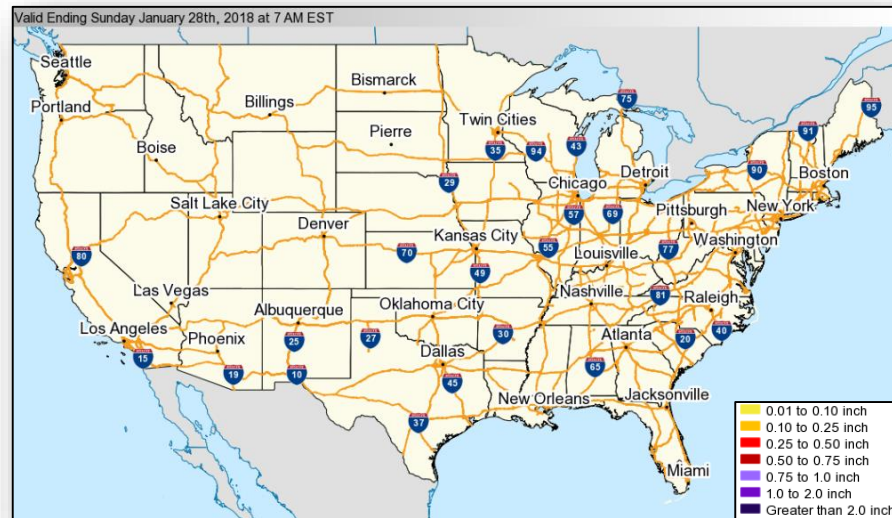 Valid Ending Sunday January 28th, 2018 at 7 AM EST
Seattle
Portland
Billings
Bismarck
Pierre
Twin Cities
75
95
91
Boise
35
94
43
90
29
Chicago
Detroit
Boston
Salt Lake City
57
69
Pittsburgh
New York
80
Denver
70
Kansas City
55
77
Washington
49
Louisville
Las Vegas
Albuquerque
Oklahoma City
Nashville
81
Raleigh
Los Angeles
Phoenix
25
27
30
Atlanta
20
40
15
19
10
Dallas
45
65
37
New Orleans
Jacksonville
Miami
0.01 to 0.10 inch
0.10 to 0.25 inch
0.25 to 0.50 inch
0.50 to 0.75 inch
0.75 to 1.0 inch
1.0 to 2.0 inch
Greater than 2.0 inch